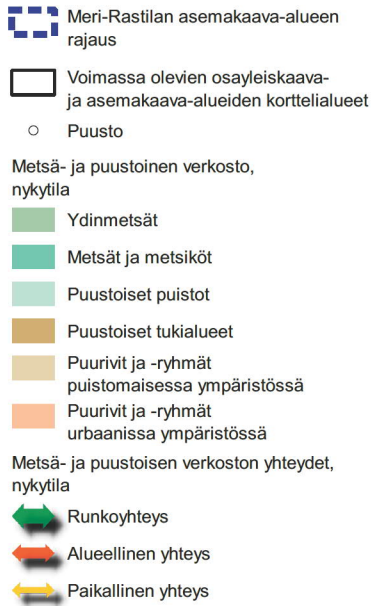 Meri-Rastilan asemakaava-alueen
rajaus
Voimassa olevien osayleiskaava-
ja asemakaava-alueiden korttelialueet
Puusto
Metsä- ja puustoinen verkosto,
nykytila
Ydinmetsät
Metsät ja metsiköt
Puustoiset puistot
Puustoiset tukialueet
Puurivit ja -ryhmät
puistomaisessa ympäristössä
Puurivit ja -ryhmät
urbaanissa ympäristössä
Metsä- ja puustoisen verkoston yhteydet,
nykytila
Runkoyhteys
Alueellinen yhteys
Paikallinen yhteys